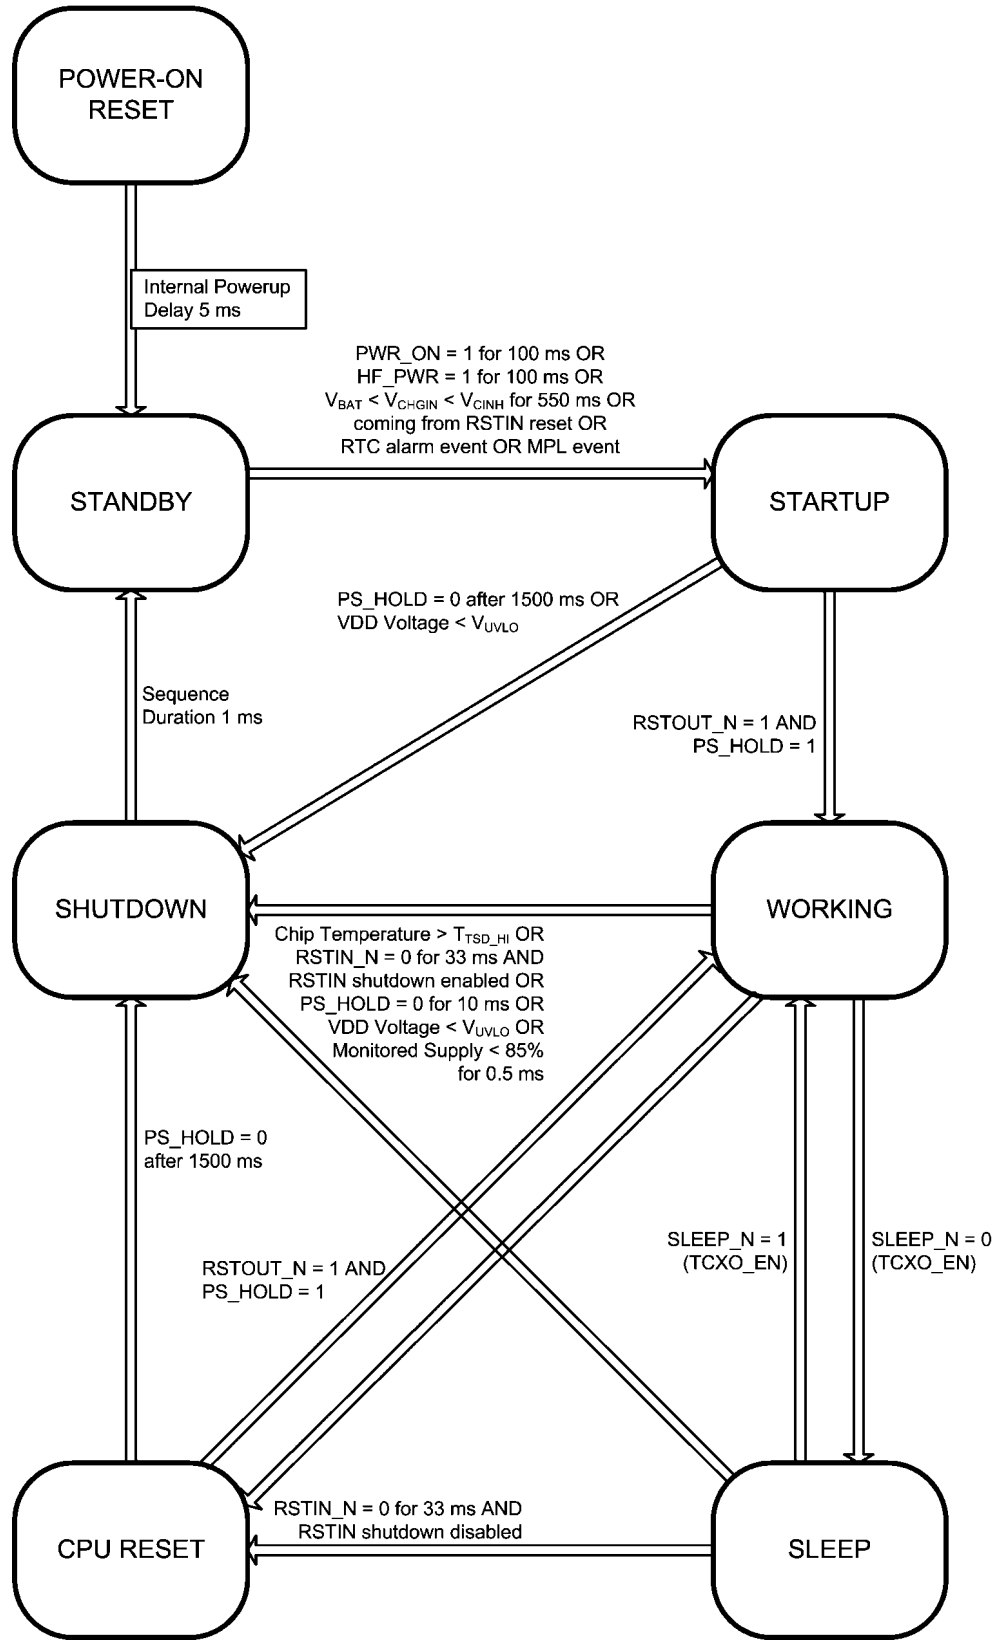 POWER-ON
RESET
Internal Powerup
Delay 5 ms
PWR_ON = 1 for 100 ms OR
HF_PWR = 1 for 100 ms OR
VBAT < VCHGIN < VCINH for 550 ms OR
coming from RSTIN reset OR
RTC alarm event OR MPL event
STANDBY
STARTUP
PS_HOLD = 0 after 1500 ms OR
VDD Voltage < VUVLO
Sequence
Duration 1 ms
RSTOUT_N = 1 AND
PS_HOLD = 1
SHUTDOWN
WORKING
Chip Temperature > TTSD_HI OR
RSTIN_N = 0 for 33 ms AND
RSTIN shutdown enabled OR
PS_HOLD = 0 for 10 ms OR
VDD Voltage < VUVLO OR
Monitored Supply < 85%
for 0.5 ms
PS_HOLD = 0
after 1500 ms
RSTOUT_N = 1 AND
PS_HOLD = 1
SLEEP_N = 1
(TCXO_EN)
SLEEP_N = 0
(TCXO_EN)
RSTIN_N = 0 for 33 ms AND
RSTIN shutdown disabled
CPU RESET
SLEEP